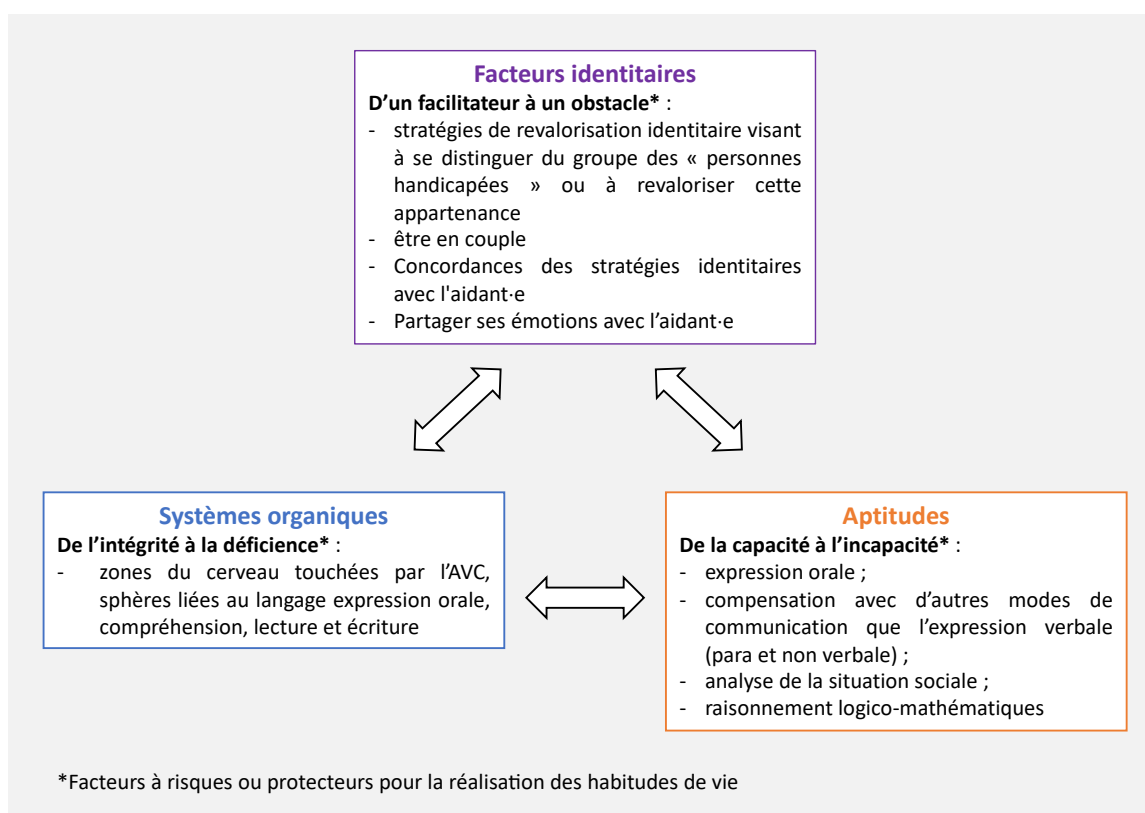 Facteurs identitaires
D'un facilitateur à un obstacle* :
- stratégies de revalorisation identitaire visant
à se distinguer du groupe des « personnes
handicapées » ou à revaloriser cette
appartenance
- être en couple
- Concordances des stratégies identitaires
avec l'aidant·e
- Partager ses émotions avec l'aidant·e
Systèmes organiques
De l'intégrité à la déficience* :
- zones du cerveau touchées par l'AVC,
sphères liées au langage expression orale,
compréhension, lecture et écriture
Aptitudes
De la capacité à l'incapacité* :
- expression orale ;
- compensation avec d'autres modes de
communication que l'expression verbale
(para et non verbale) ;
- analyse de la situation sociale ;
- raisonnement logico-mathématiques
*Facteurs à risques ou protecteurs pour la réalisation des habitudes de vie